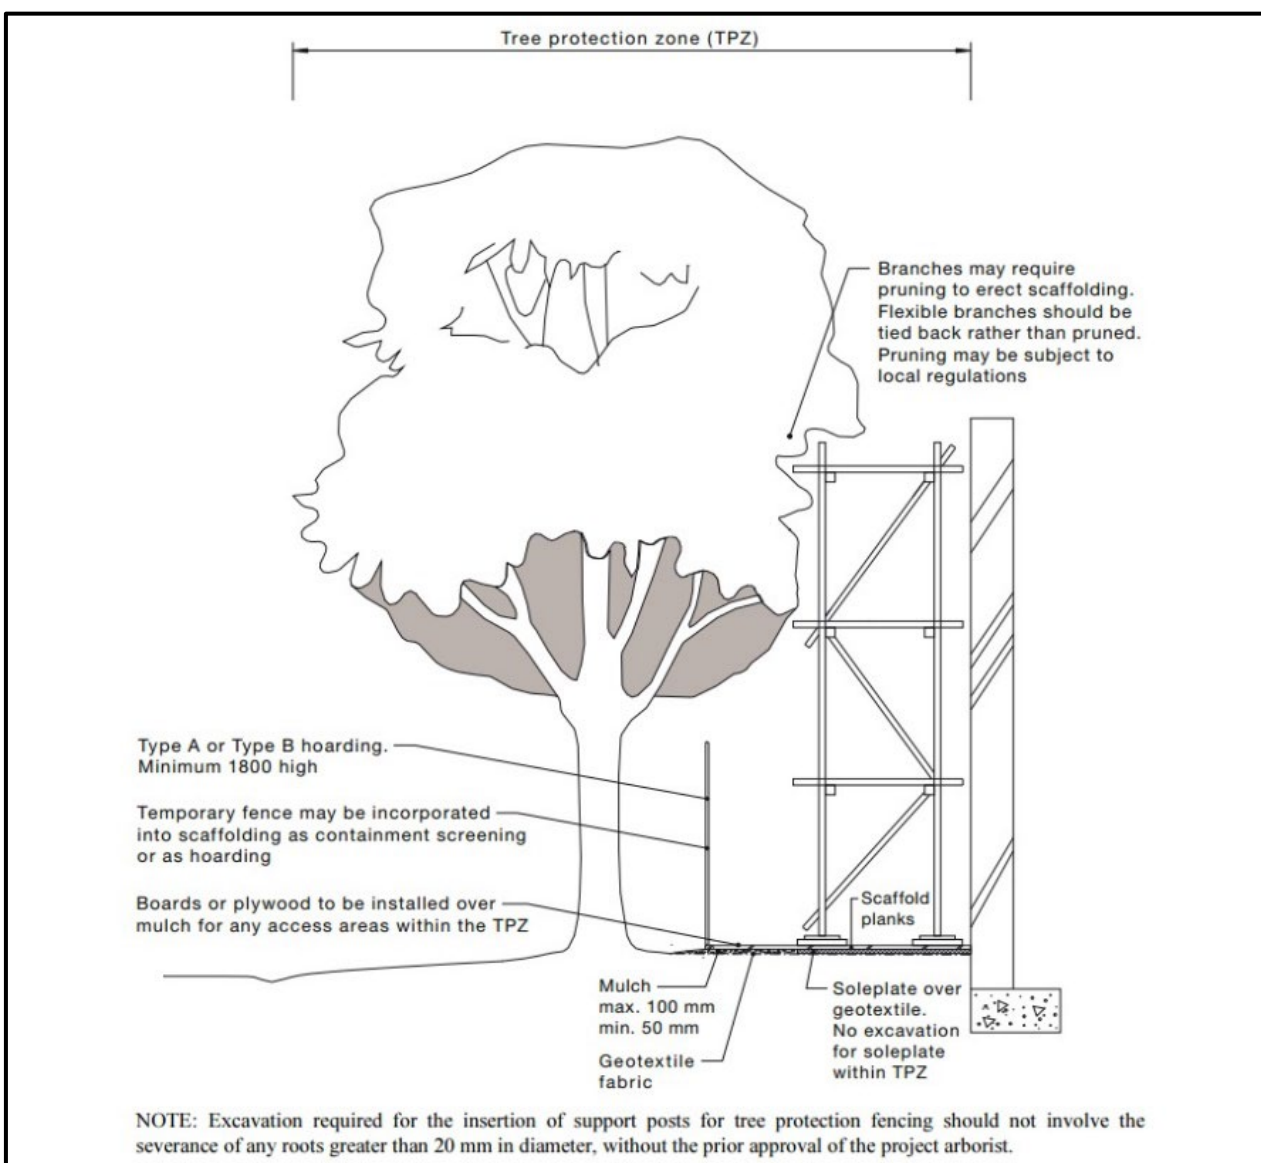 Tree protection zone (TPZ)
Branches may require
pruning to erect scaffolding.
Flexible branches should be
tied back rather than pruned.
Pruning may be subject to
local regulations
Type A or Type B hoarding.
Minimum 1800 high
Temporary fence may be incorporated
into scaffolding as containment screening
or as hoarding
Boards or plywood to be installed over
mulch for any access areas within the TPZ
Scaffold
planks
Mulch
max. 100 mm
min. 50 mm
Geotextile
fabric
Soleplate over
geotextile.
No excavation
for soleplate
within TPZ
NOTE: Excavation required for the insertion of support posts for tree protection fencing should not involve the
severance of any roots greater than 20 mm in diameter, without the prior approval of the project arborist.